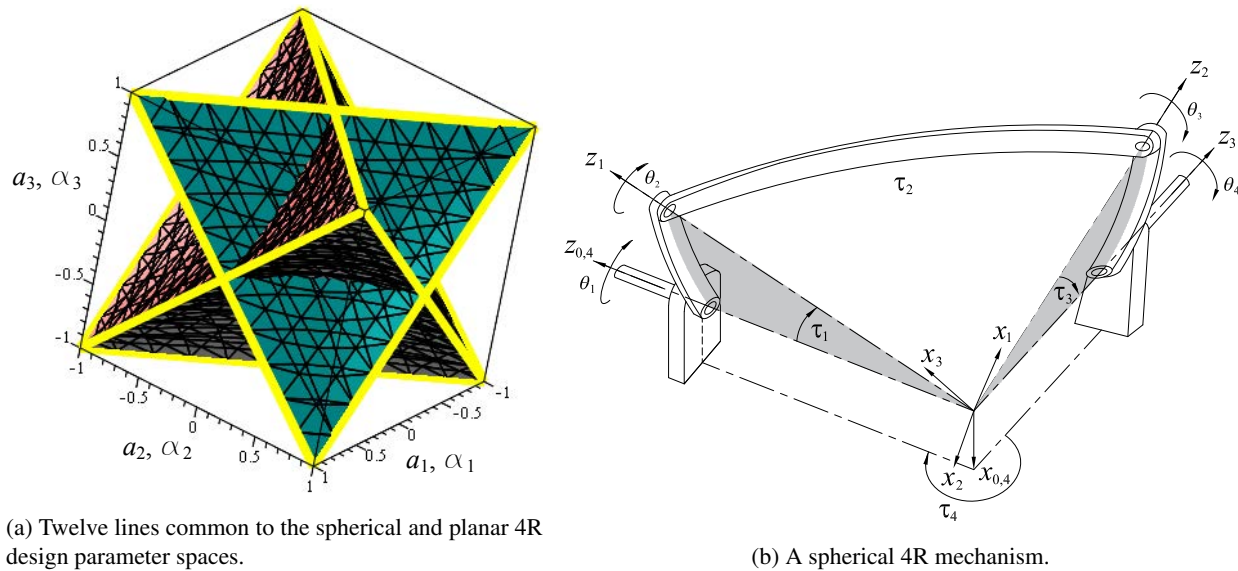 1
0.5
a₃, α₃
0
-0.5
-1
-1
-0.5
0
a₂, α₂
0.5
1
1
0.5
0
a₁, α₁
-0.5
-1
(a) Twelve lines common to the spherical and planar 4R
design parameter spaces.
z₂
θ₃
z₃
θ₄
z₁
θ₂
τ₂
z₀,₄
θ₁
τ₃
τ₁
x₁
x₃
x₂
x₀,₄
τ₄
(b) A spherical 4R mechanism.